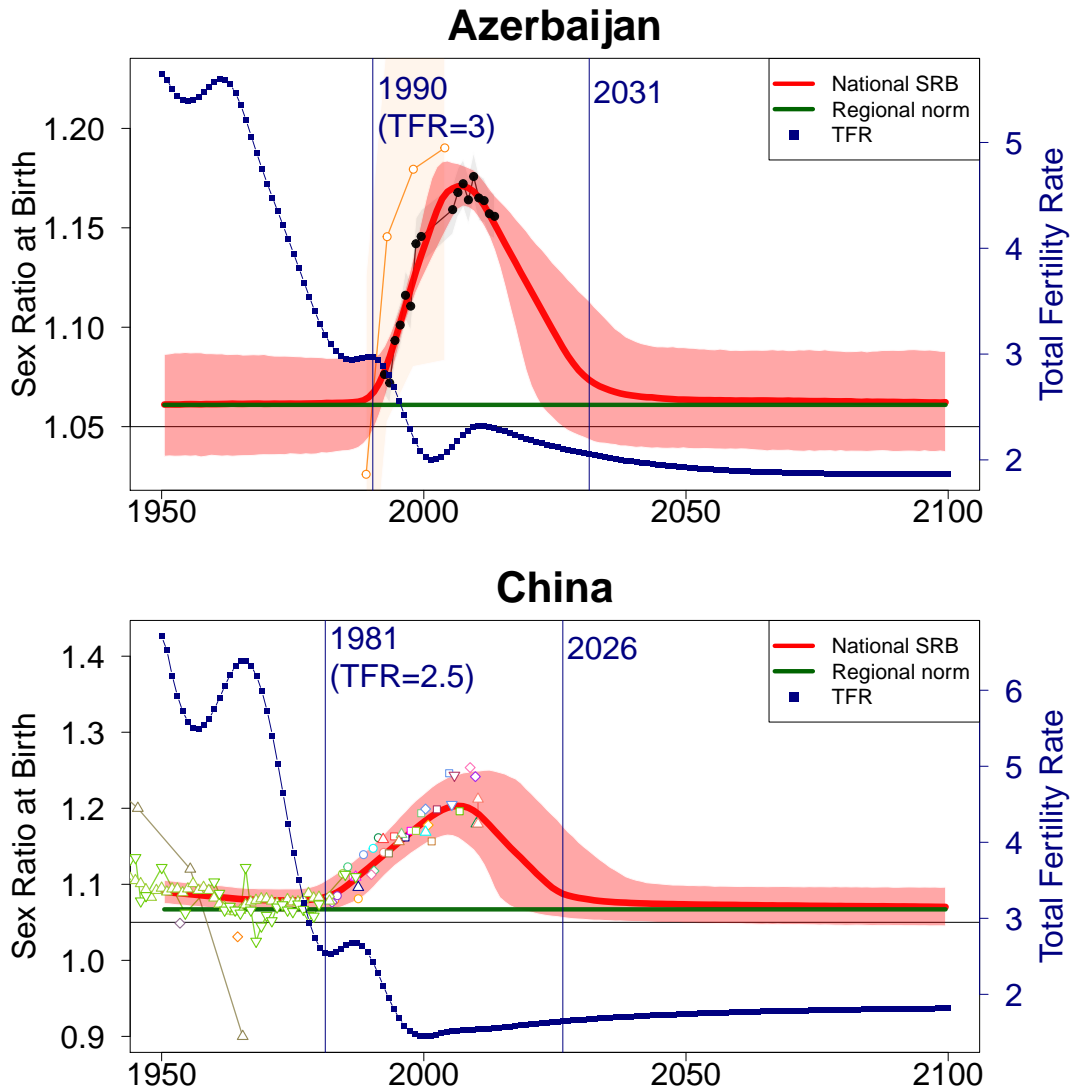 Azerbaijan
1990
(TFR=3)
2031
National SRB
Regional norm
TFR
Sex Ratio at Birth
1.20
1.15
1.10
1.05
5
4
3
2
Total Fertility Rate
1950
2000
2050
2100
China
1981
(TFR=2.5)
2026
National SRB
Regional norm
TFR
Sex Ratio at Birth
1.4
1.3
1.2
1.1
1.0
0.9
6
5
4
3
2
Total Fertility Rate
1950
2000
2050
2100